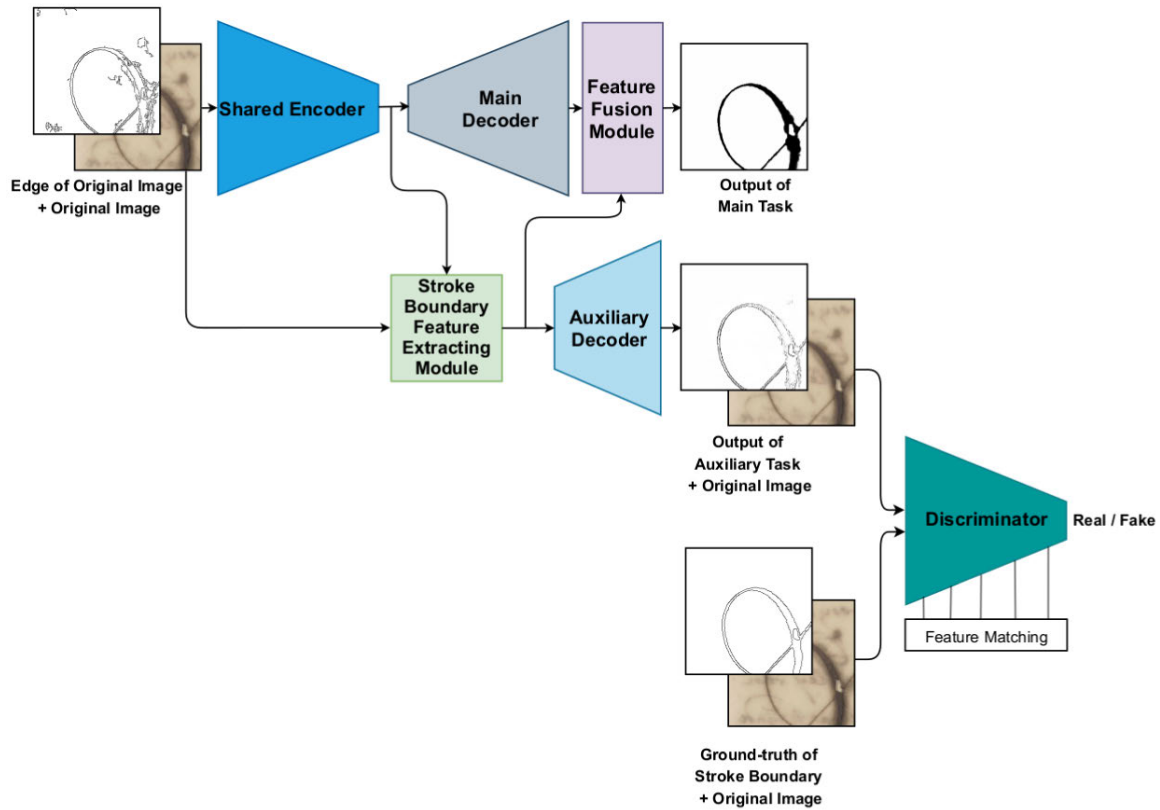 Shared Encoder
Main
Decoder
Feature
Fusion
Module
Edge of Original Image
+ Original Image
Output of
Main Task
Stroke
Boundary
Feature
Extracting
Module
Auxiliary
Decoder
Output of
Auxiliary Task
+ Original Image
Discriminator
Real / Fake
Feature Matching
Ground-truth of
Stroke Boundary
+ Original Image